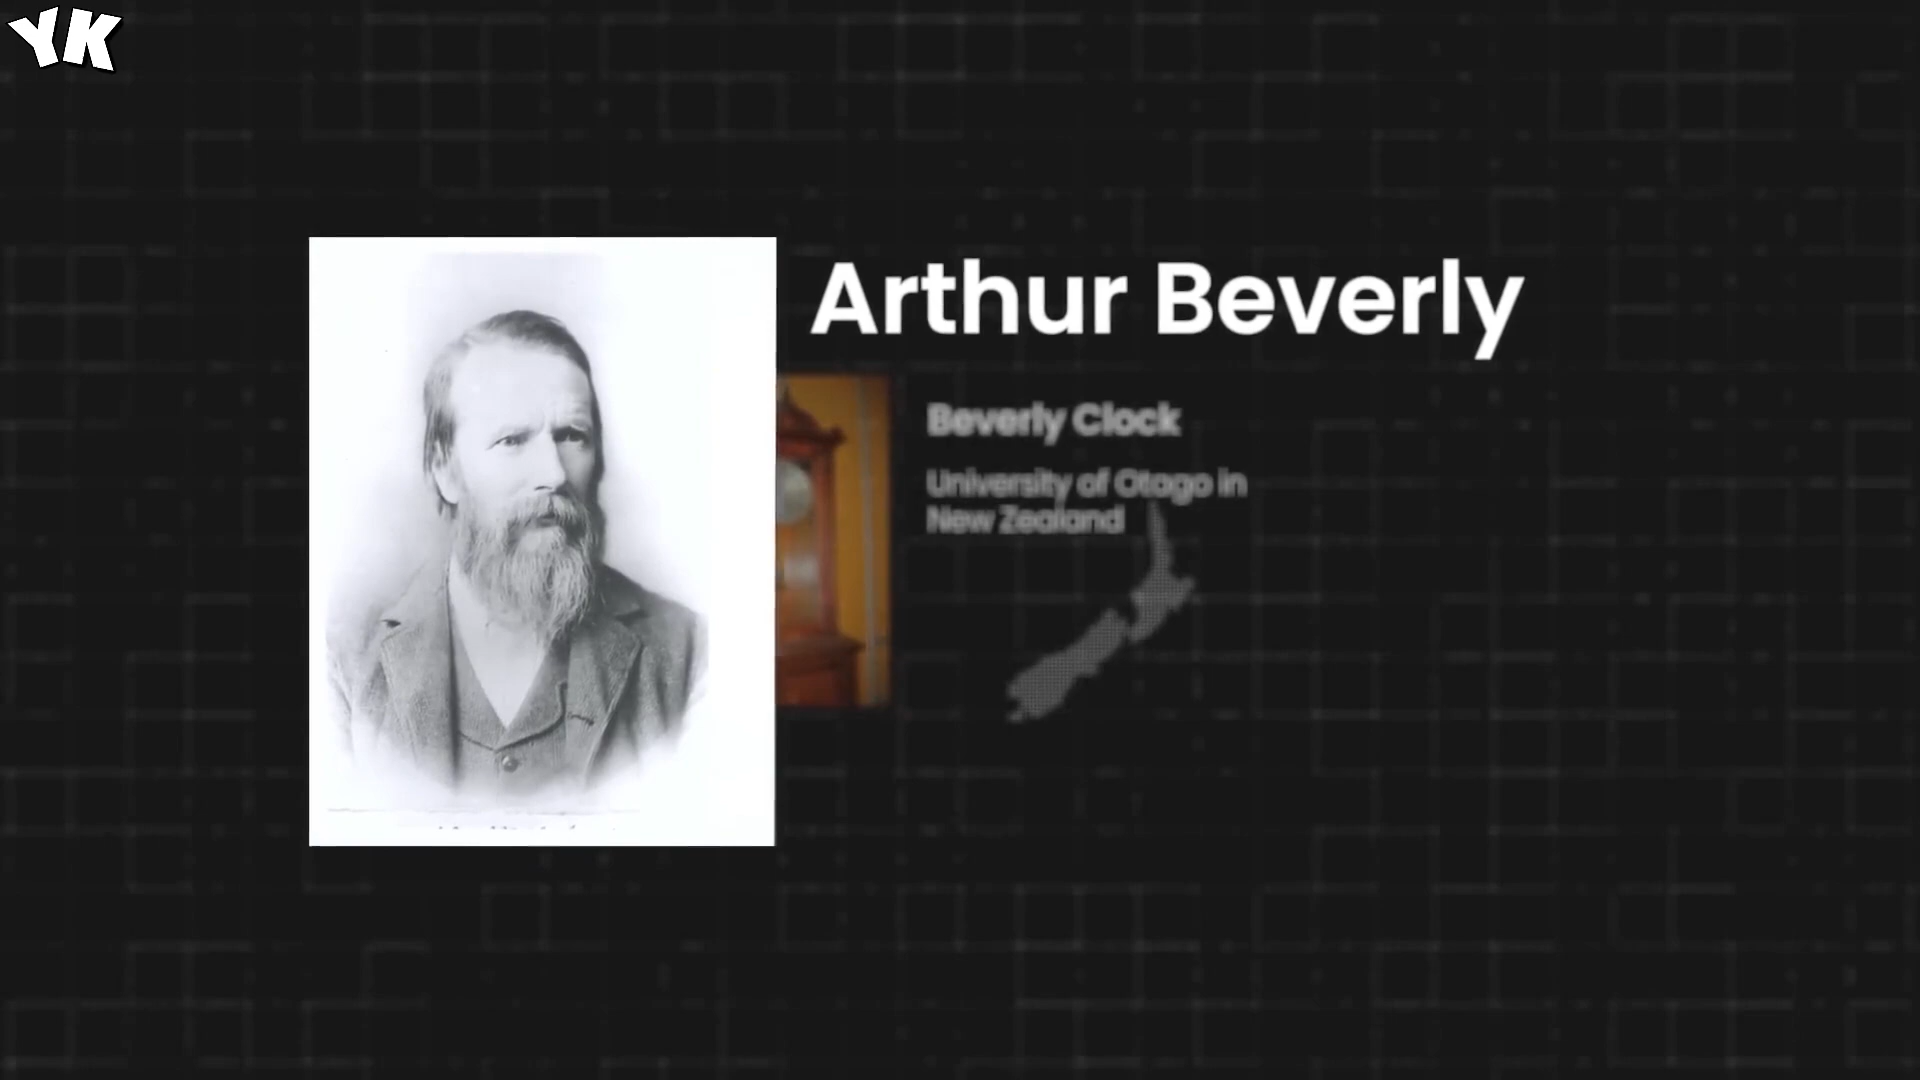 YK
Arthur Beverly
Beverly Clock
University of Otago in
New Zealand